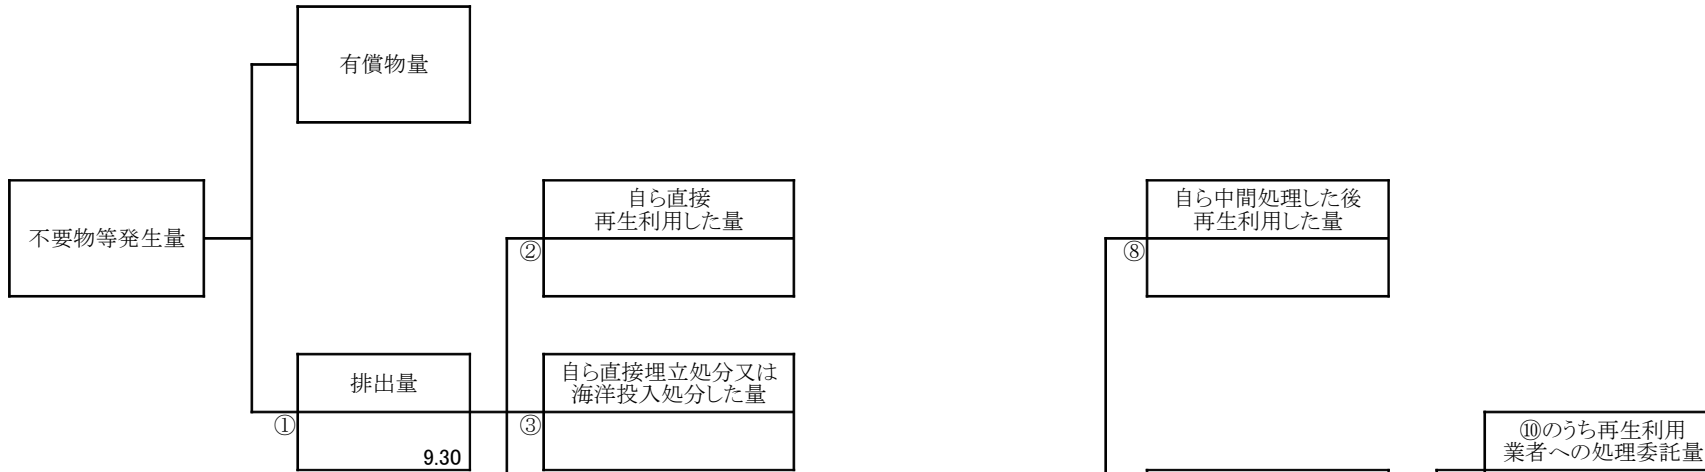 有償物量
不要物等発生量
自ら直接
再生利用した量
②
自ら中間処理した後
再生利用した量
⑧
排出量
①
9.30
自ら直接埋立処分又は
海洋投入処分した量
③
⑩のうち再生利用
業者への処理委託量